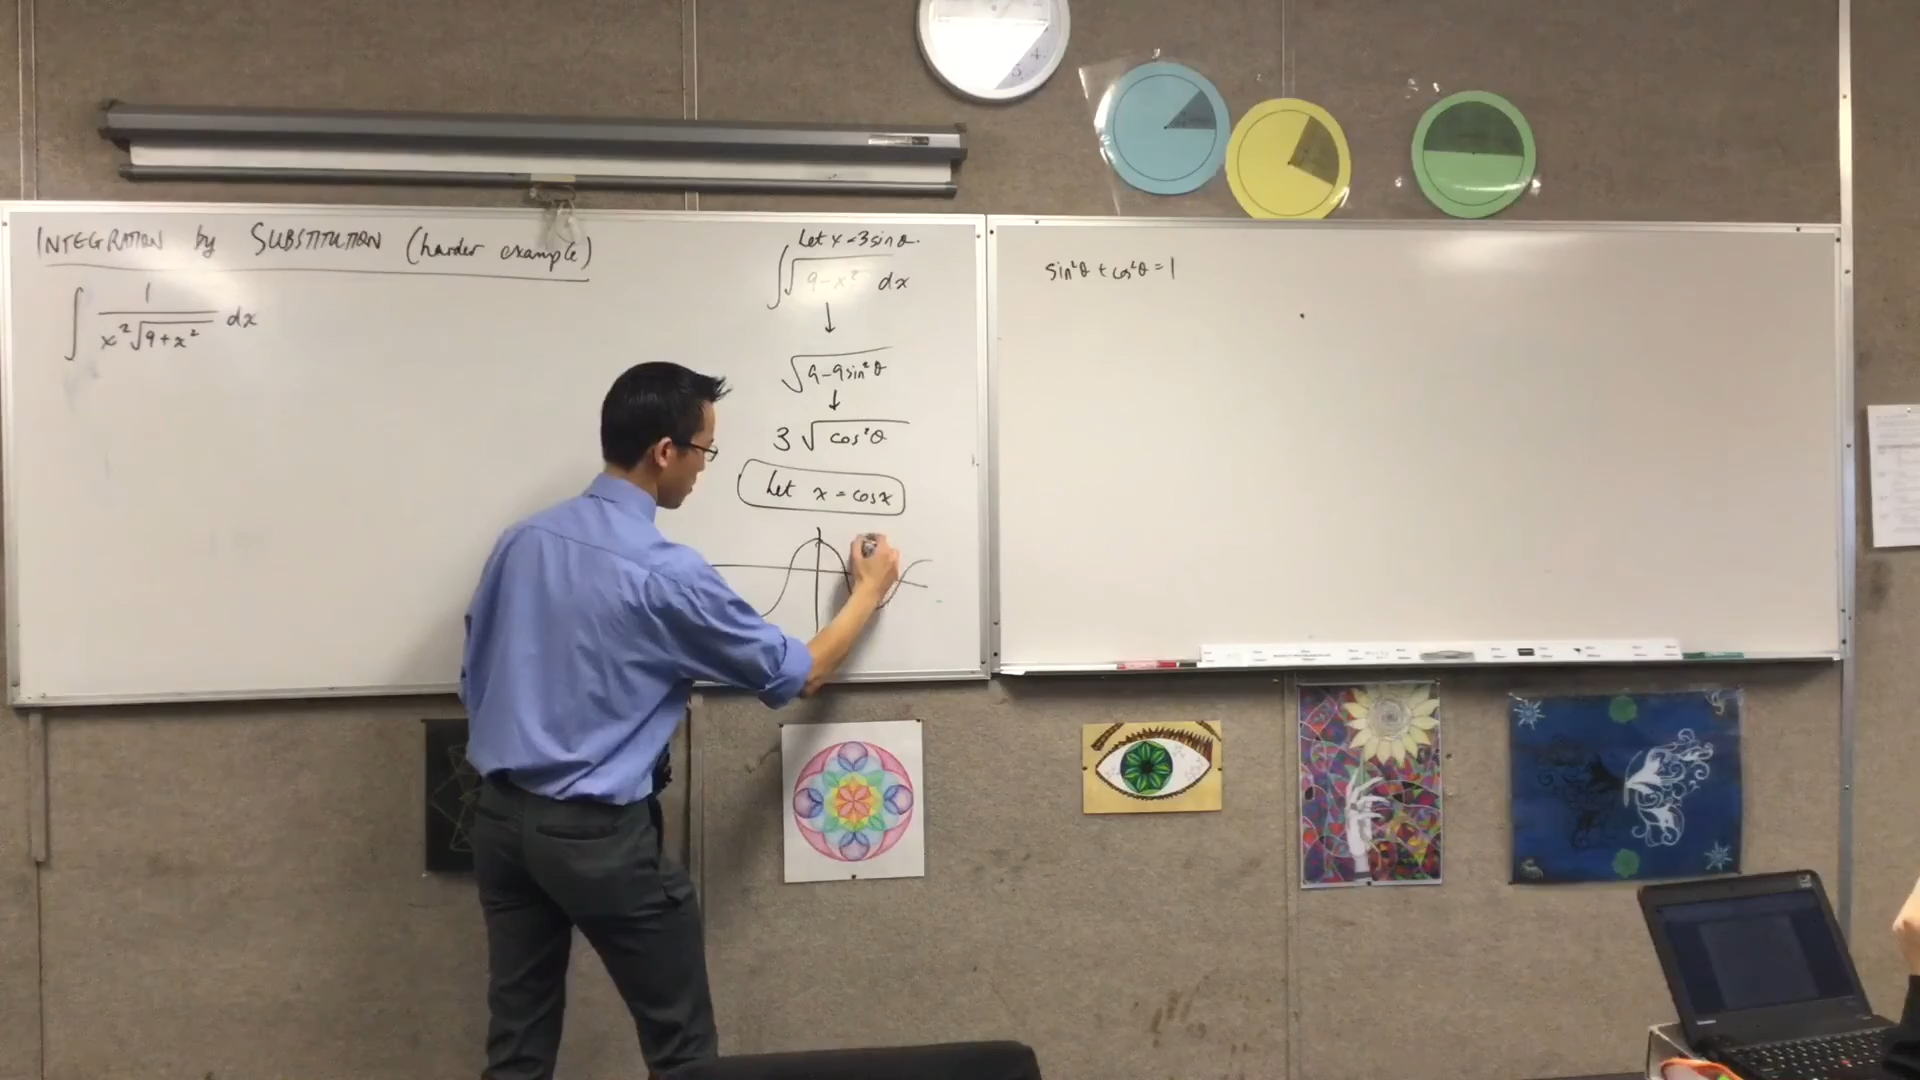 INTEGRATION by SUBSTITUTION (harder example)
∫ 1 / x²√9+x² dx
Let x=3sinθ.
∫√9-x² dx
↓
√9-9sin²θ
↓
3√cos²θ
Let x = cosx
sin²θ + cos²θ = 1